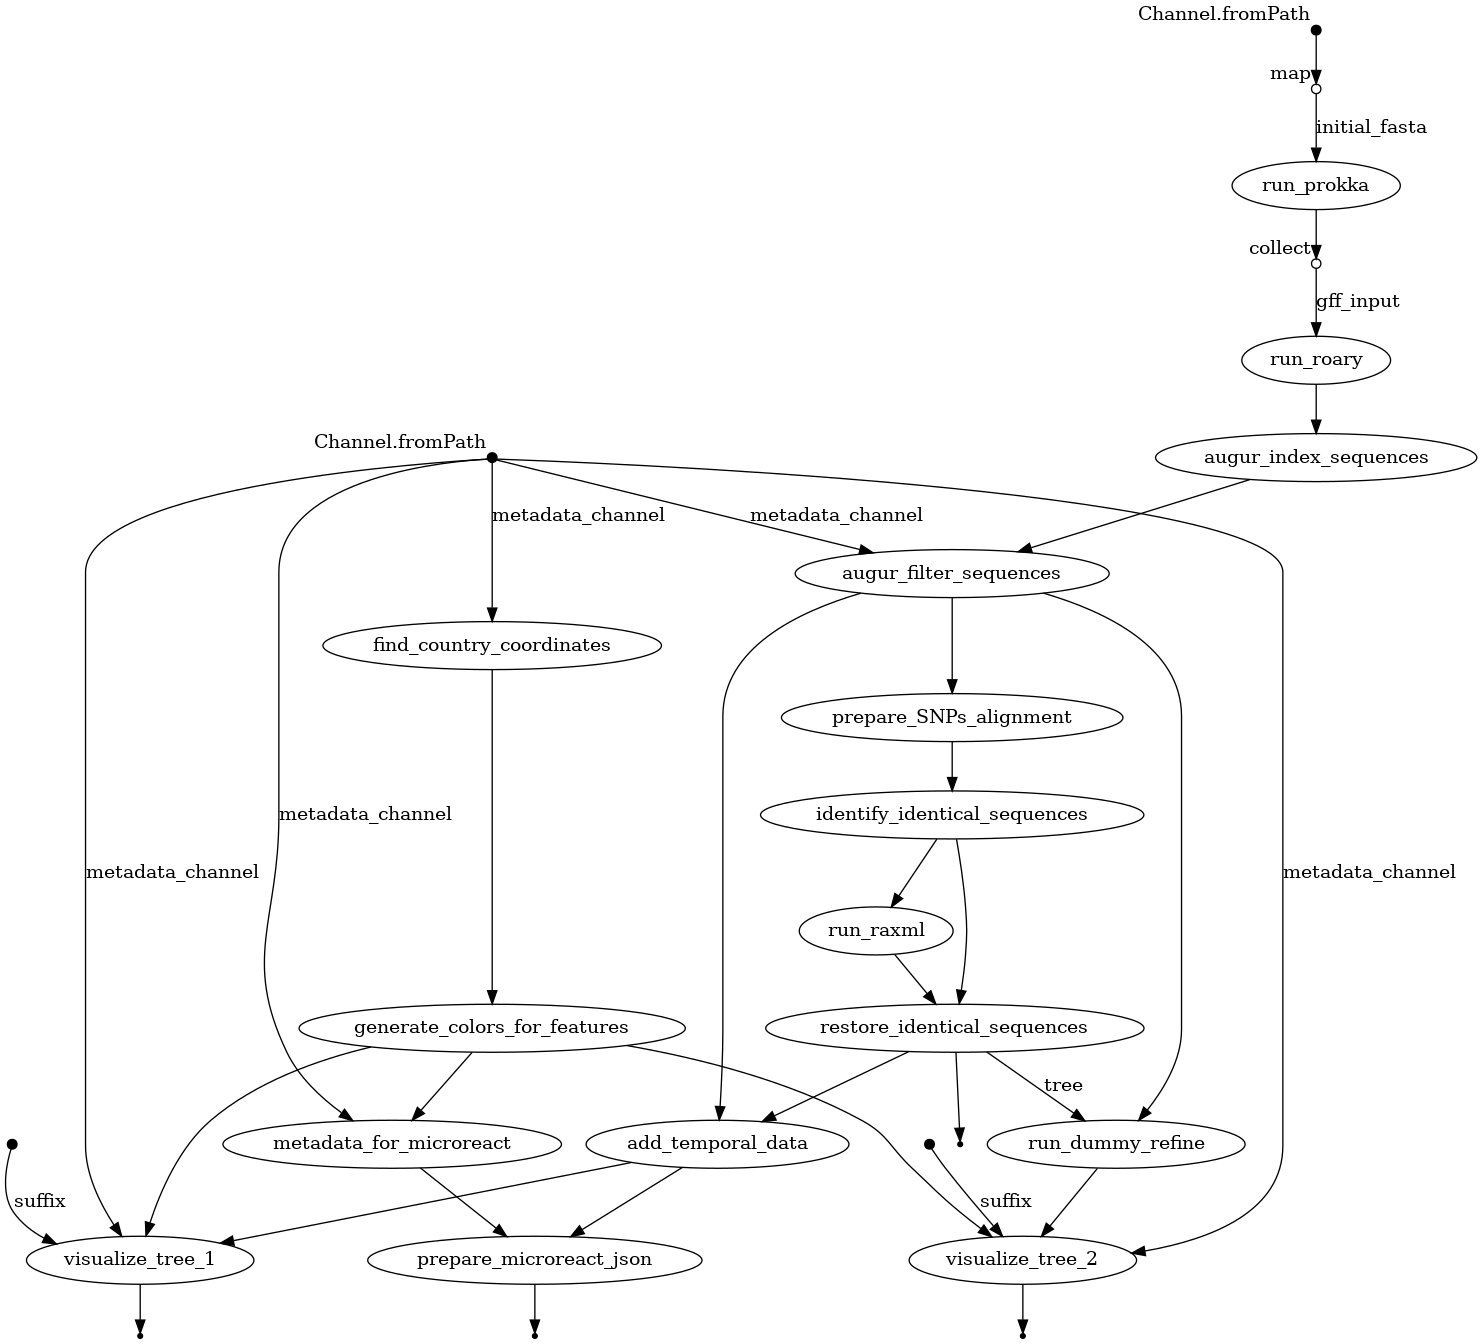 Channel.fromPath
map
initial_fasta
run_prokka
collect
gff_input
run_roary
Channel.fromPath
augur_index_sequences
metadata_channel
metadata_channel
augur_filter_sequences
find_country_coordinates
prepare_SNPs_alignment
metadata_channel
identify_identical_sequences
metadata_channel
metadata_channel
run_raxml
generate_colors_for_features
restore_identical_sequences
tree
metadata_for_microreact
add_temporal_data
run_dummy_refine
suffix
suffix
visualize_tree_1
prepare_microreact_json
visualize_tree_2